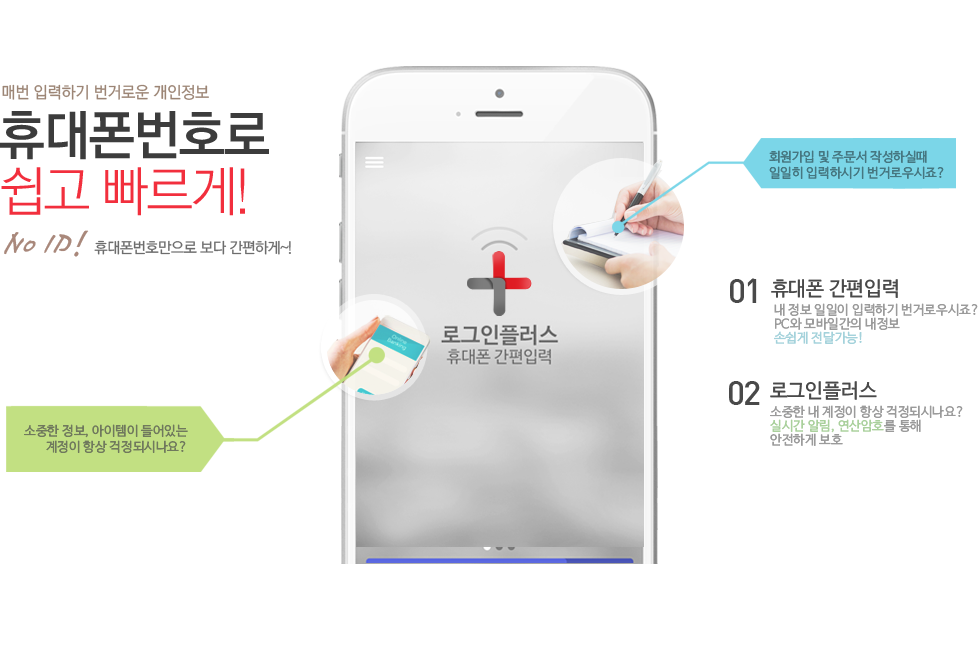 매번 입력하기 번거로운 개인정보
휴대폰번호로
쉽고 빠르게!
No ID! 휴대폰번호만으로 보다 간편하게~!
로그인플러스
휴대폰 간편입력
소중한 정보, 아이템이 들어있는
계정이 항상 걱정되시나요?
회원가입 및 주문서 작성하실때
일일히 입력하시기 번거로우시죠?
01 휴대폰 간편입력
내 정보 일일이 입력하기 번거로우시죠?
PC와 모바일간의 내정보
손쉽게 전달가능!
02 로그인플러스
소중한 내 계정이 항상 걱정되시나요?
실시간 알림, 연산암호를 통해
안전하게 보호